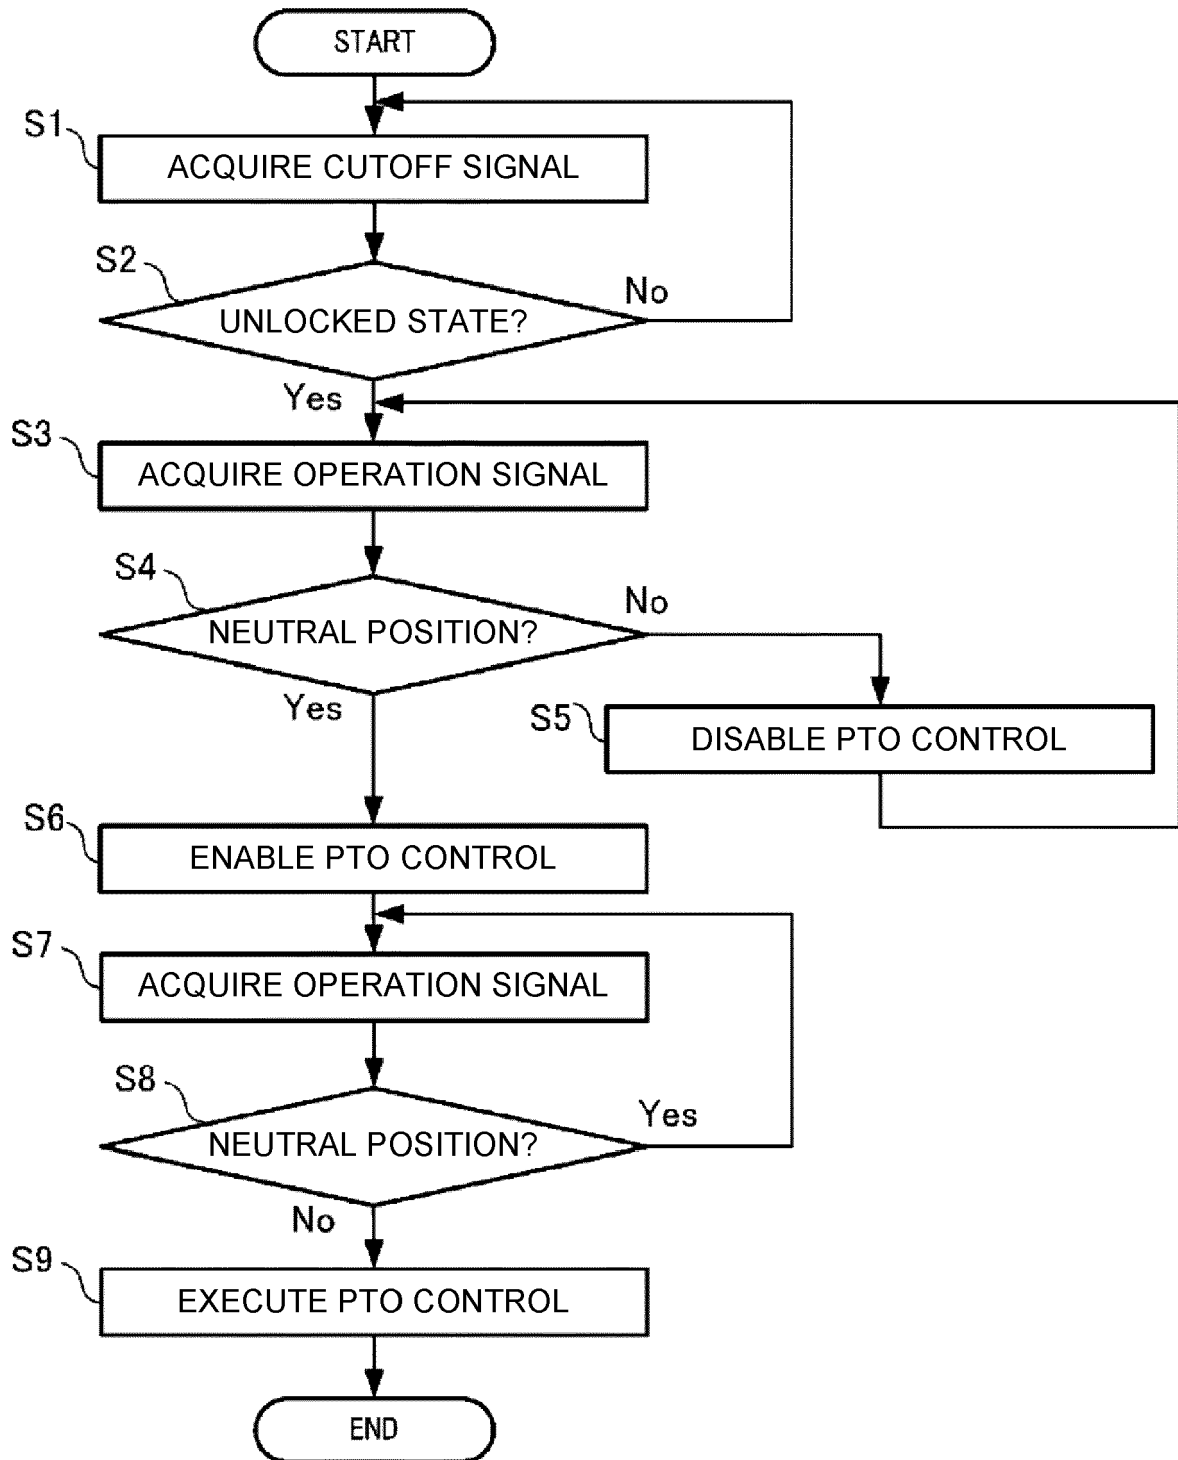 START
S1
ACQUIRE CUTOFF SIGNAL
S2
UNLOCKED STATE?
No
Yes
S3
ACQUIRE OPERATION SIGNAL
S4
NEUTRAL POSITION?
No
Yes
S5
DISABLE PTO CONTROL
S6
ENABLE PTO CONTROL
S7
ACQUIRE OPERATION SIGNAL
S8
NEUTRAL POSITION?
Yes
No
S9
EXECUTE PTO CONTROL
END